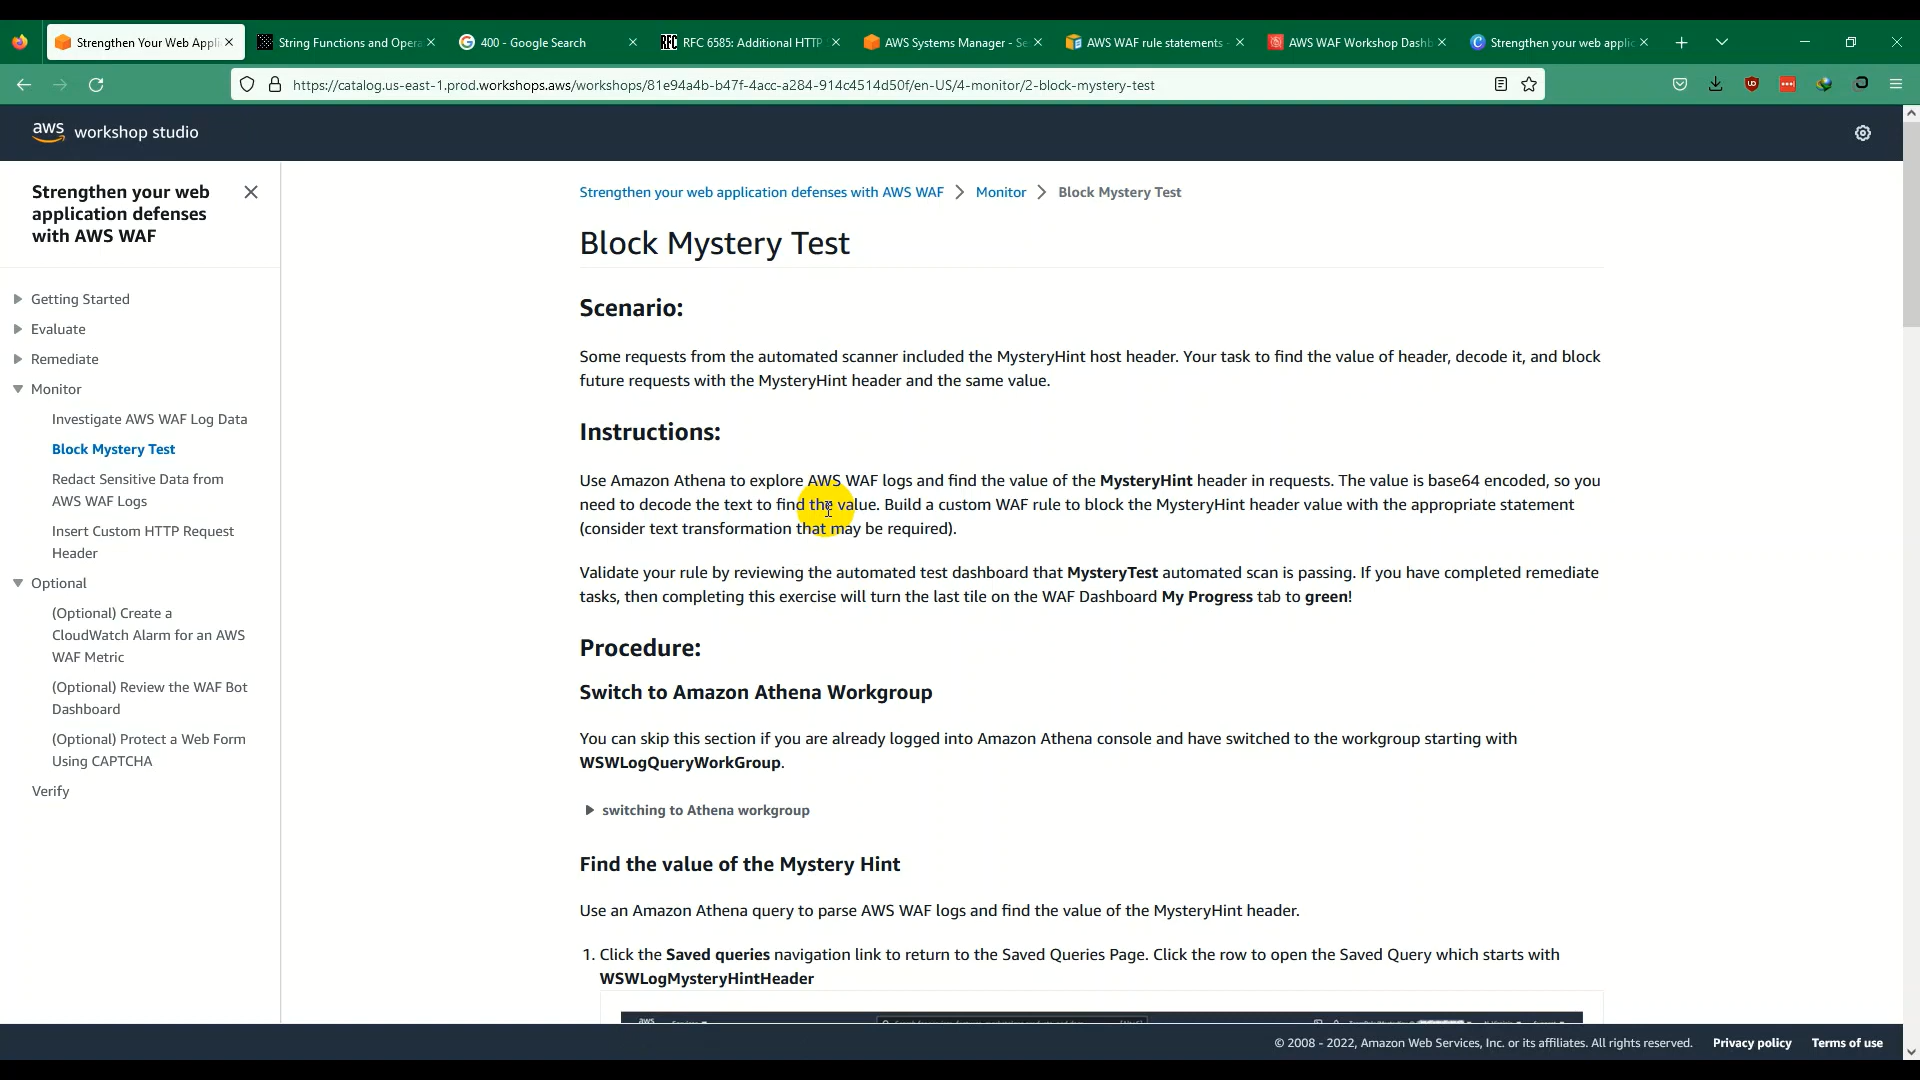 Strengthen Your Web Appli
String Functions and Opera
400 - Google Search
RFC 6585: Additional HTTP
AWS Systems Manager - Se
AWS WAF rule statements -
AWS WAF Workshop Dashb
Strengthen your web applic
https://catalog.us-east-1.prod.workshops.aws/workshops/81e94a4b-b47f-4acc-a284-914c4514d50f/en-US/4-monitor/2-block-mystery-test
aws workshop studio
Strengthen your web
application defenses
with AWS WAF
Getting Started
Evaluate
Remediate
Monitor
Investigate AWS WAF Log Data
Block Mystery Test
Redact Sensitive Data from
AWS WAF Logs
Insert Custom HTTP Request
Header
Optional
(Optional) Create a
CloudWatch Alarm for an AWS
WAF Metric
(Optional) Review the WAF Bot
Dashboard
(Optional) Protect a Web Form
Using CAPTCHA
Verify
Strengthen your web application defenses with AWS WAF > Monitor > Block Mystery Test
Block Mystery Test
Scenario:
Some requests from the automated scanner included the MysteryHint host header. Your task to find the value of header, decode it, and block
future requests with the MysteryHint header and the same value.
Instructions:
Use Amazon Athena to explore AWS WAF logs and find the value of the MysteryHint header in requests. The value is base64 encoded, so you
need to decode the text to find the value. Build a custom WAF rule to block the MysteryHint header value with the appropriate statement
(consider text transformation that may be required).
Validate your rule by reviewing the automated test dashboard that MysteryTest automated scan is passing. If you have completed remediate
tasks, then completing this exercise will turn the last tile on the WAF Dashboard My Progress tab to green!
Procedure:
Switch to Amazon Athena Workgroup
You can skip this section if you are already logged into Amazon Athena console and have switched to the workgroup starting with
WSWLogQueryWorkGroup.
switching to Athena workgroup
Find the value of the Mystery Hint
Use an Amazon Athena query to parse AWS WAF logs and find the value of the MysteryHint header.
1. Click the Saved queries navigation link to return to the Saved Queries Page. Click the row to open the Saved Query which starts with
WSWLogMysteryHintHeader
© 2008 - 2022, Amazon Web Services, Inc. or its affiliates. All rights reserved. Privacy policy Terms of use